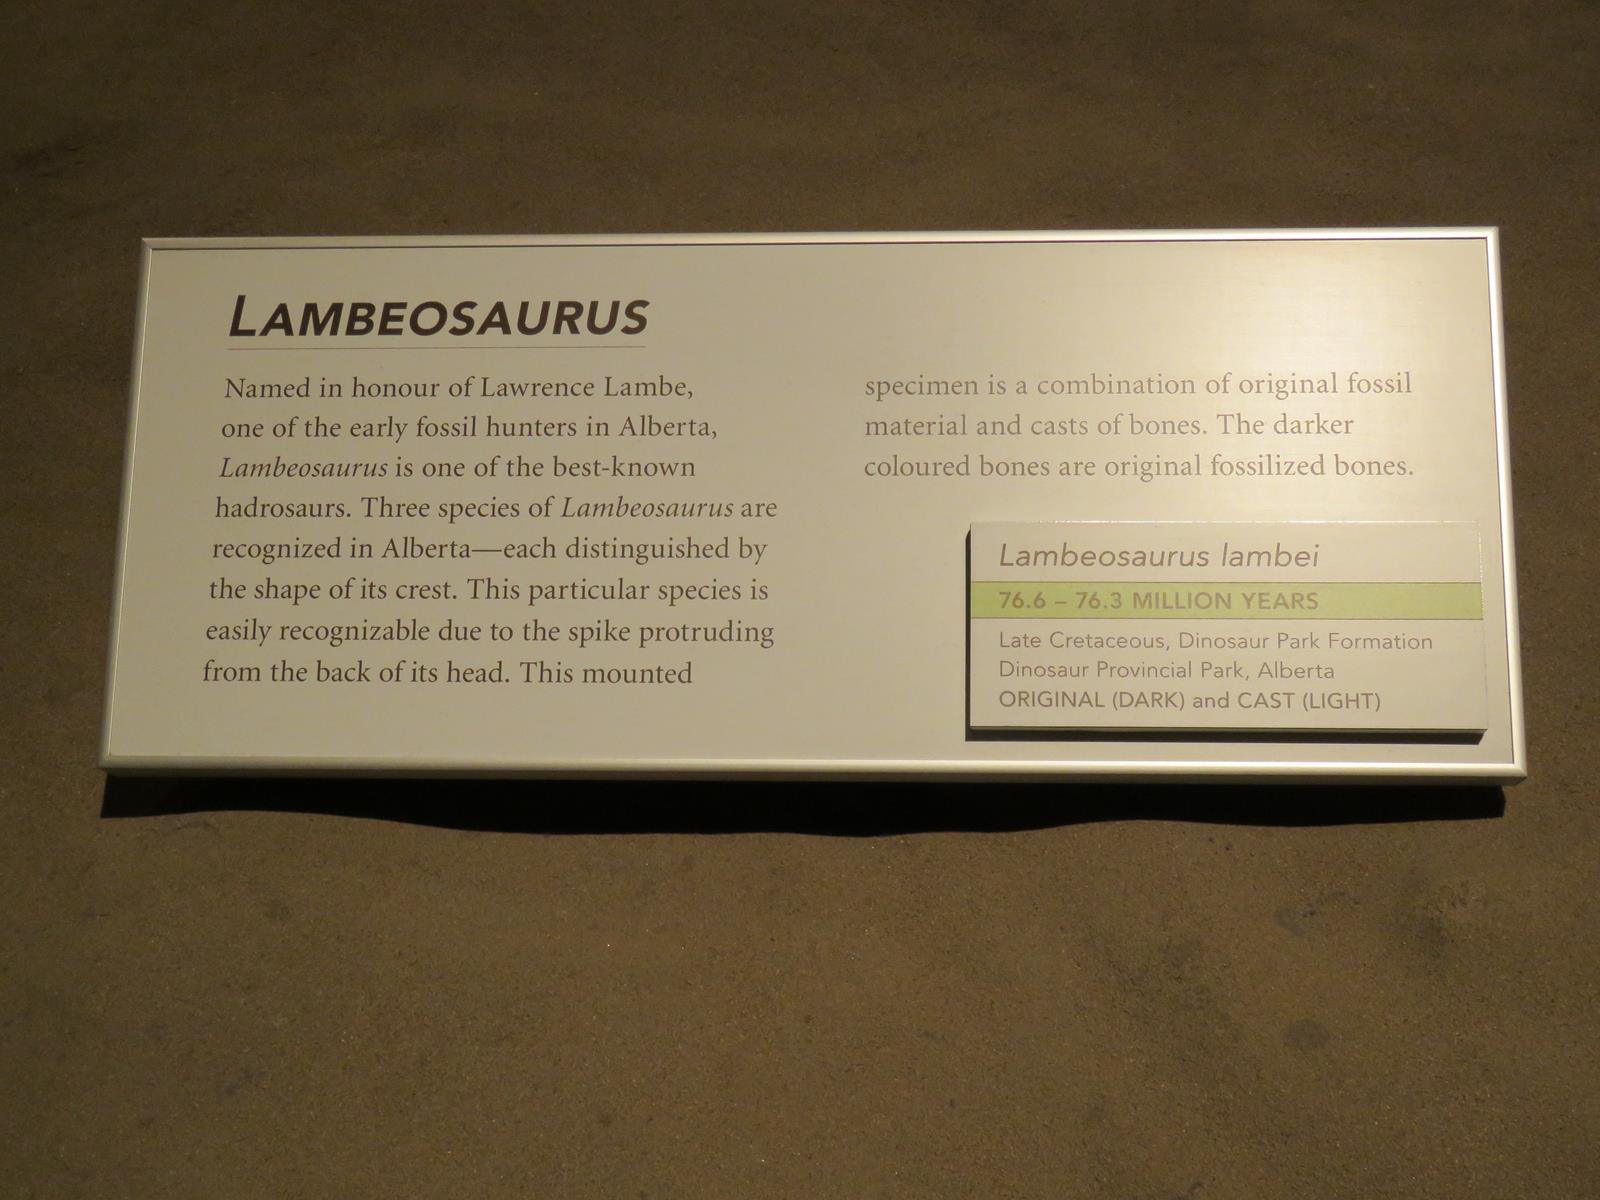 LAMBEOSAURUS
Named in honour of Lawrence Lambe,
one of the early fossil hunters in Alberta,
Lambeosaurus is one of the best-known
hadrosaurs. Three species of Lambeosaurus are
recognized in Alberta—each distinguished by
the shape of its crest. This particular species is
easily recognizable due to the spike protruding
from the back of its head. This mounted
specimen is a combination of original fossil
material and casts of bones. The darker
coloured bones are original fossilized bones.
Lambeosaurus lambei
76.6 – 76.3 MILLION YEARS
Late Cretaceous, Dinosaur Park Formation
Dinosaur Provincial Park, Alberta
ORIGINAL (DARK) and CAST (LIGHT)